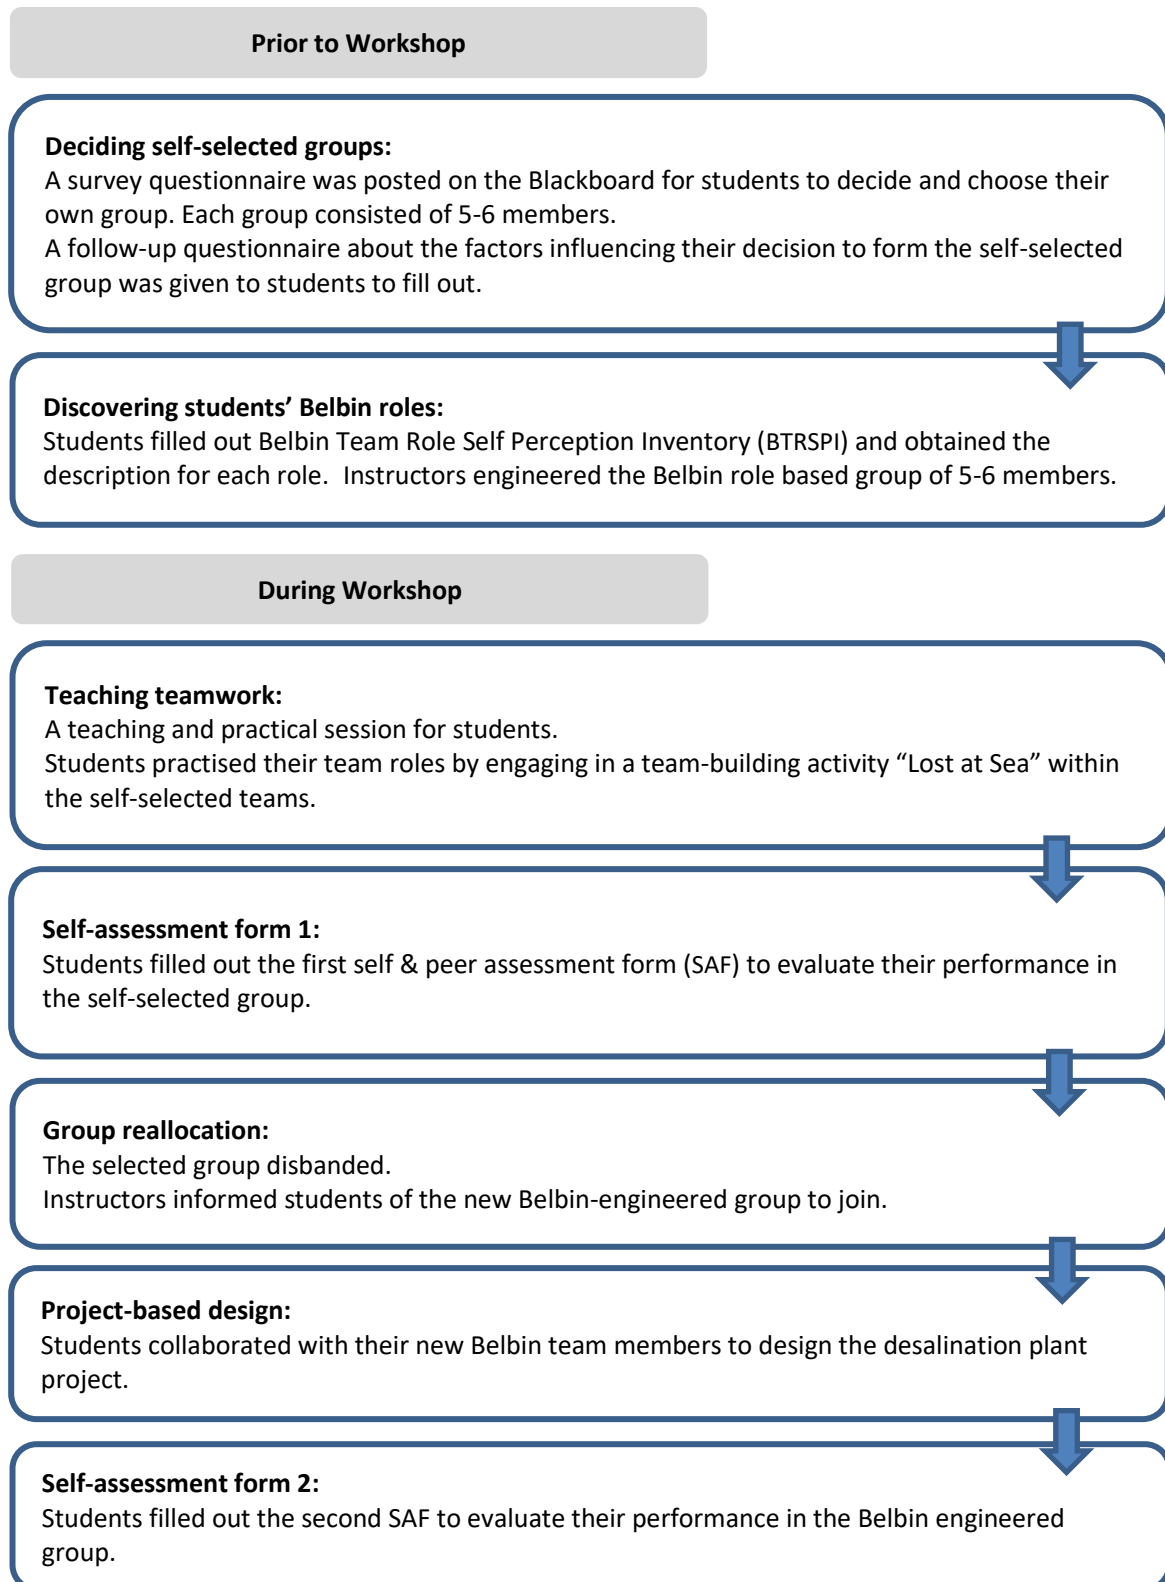 Prior to Workshop
Deciding self-selected groups:
A survey questionnaire was posted on the Blackboard for students to decide and choose their
own group. Each group consisted of 5-6 members.
A follow-up questionnaire about the factors influencing their decision to form the self-selected
group was given to students to fill out.
Discovering students’ Belbin roles:
Students filled out Belbin Team Role Self Perception Inventory (BTRSPI) and obtained the
description for each role.  Instructors engineered the Belbin role based group of 5-6 members.
During Workshop
Teaching teamwork:
A teaching and practical session for students.
Students practised their team roles by engaging in a team-building activity “Lost at Sea” within
the self-selected teams.
Self-assessment form 1:
Students filled out the first self & peer assessment form (SAF) to evaluate their performance in
the self-selected group.
Group reallocation:
The selected group disbanded.
Instructors informed students of the new Belbin-engineered group to join.
Project-based design:
Students collaborated with their new Belbin team members to design the desalination plant
project.
Self-assessment form 2:
Students filled out the second SAF to evaluate their performance in the Belbin engineered
group.